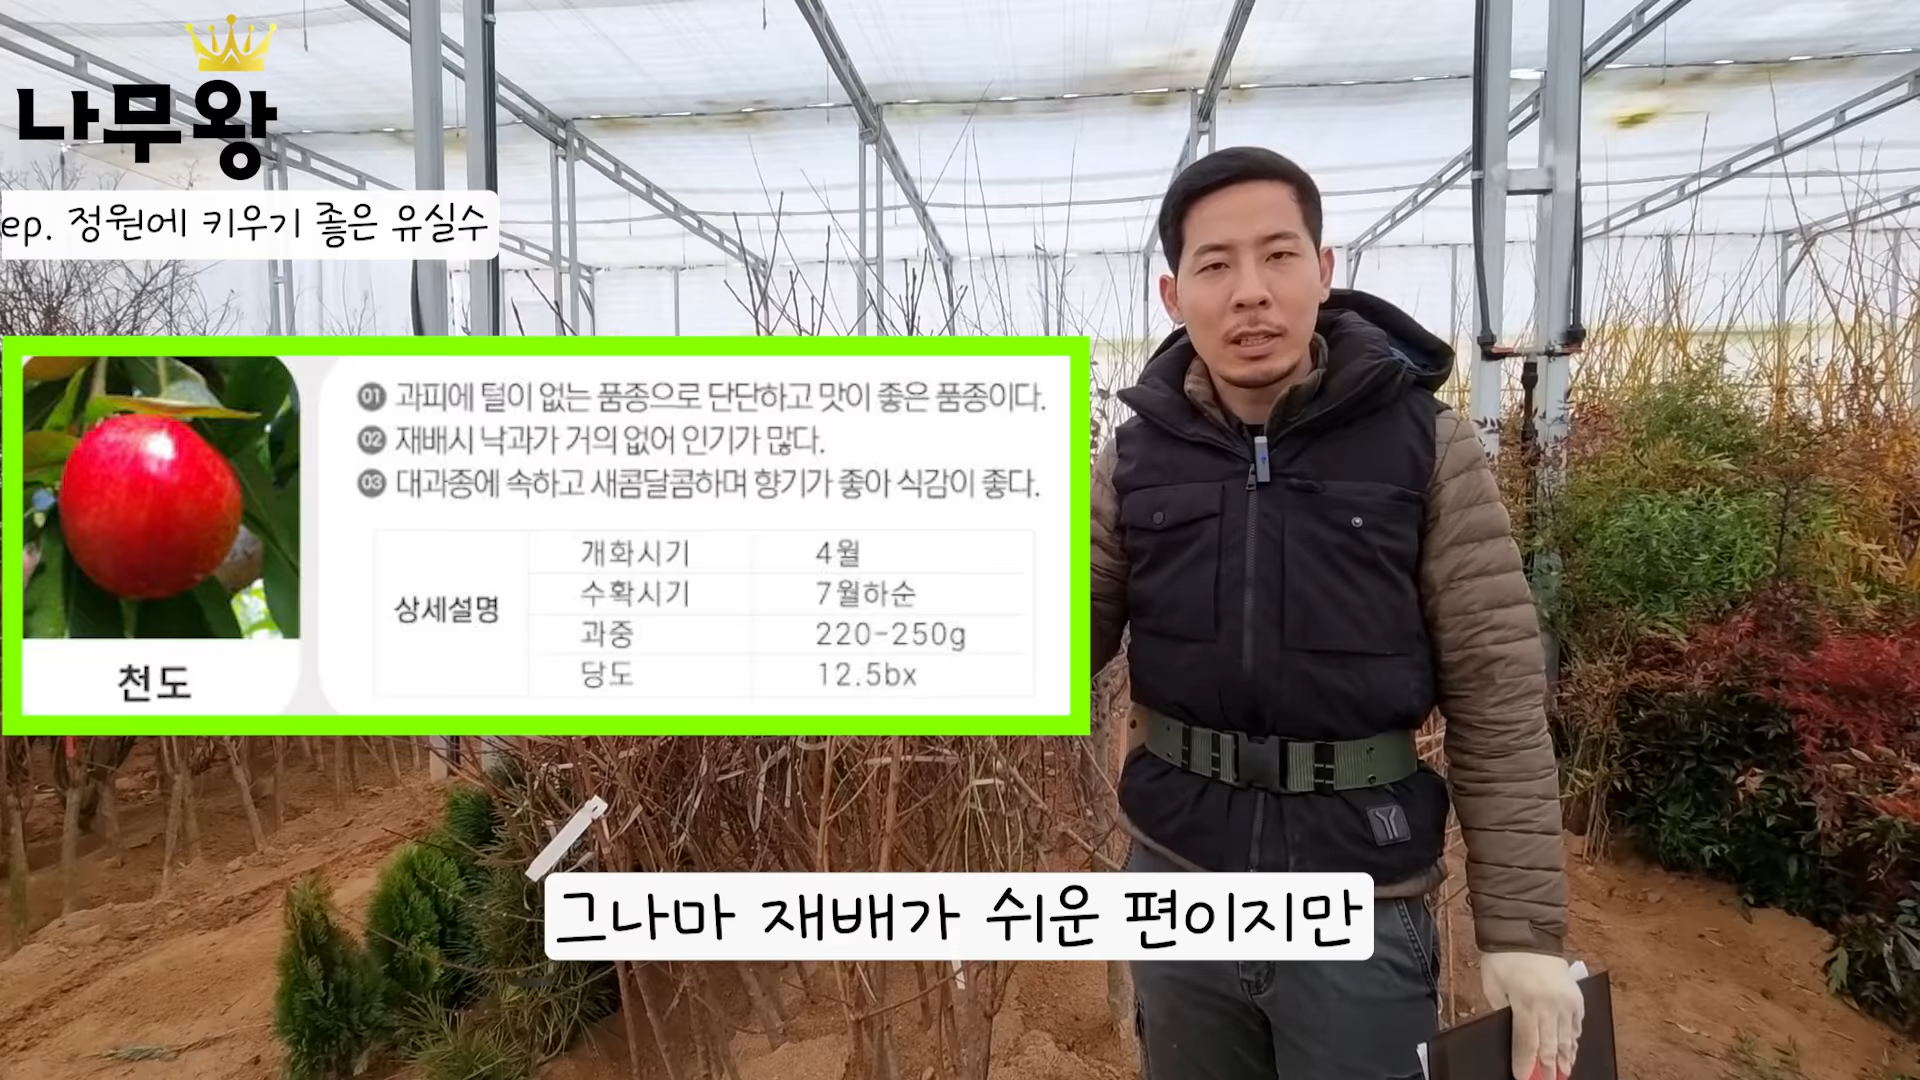 나무왕
ep. 정원에 키우기 좋은 유실수
01 과피에 털이 없는 품종으로 단단하고 맛이 좋은 품종이다.
02 재배시 낙과가 거의 없어 인기가 많다.
03 대과종에 속하고 새콤달콤하며 향기가 좋아 식감이 좋다.
천도
상세설명
개화시기 4월
수확시기 7월하순
과중 220-250g
당도 12.5bx
그나마 재배가 쉬운 편이지만